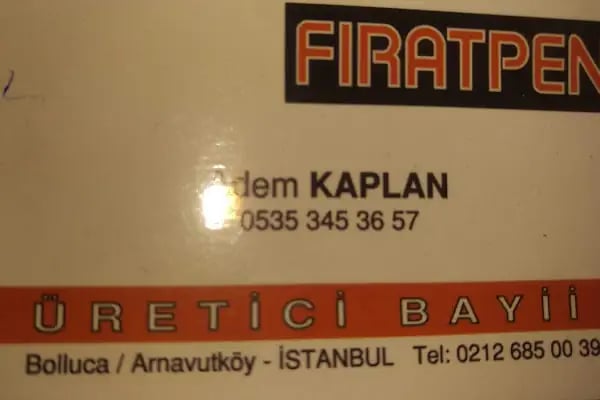 FIRATPEN
Adem KAPLAN
0535 345 36 57
ÜRETİCİ BAYİİ
Bolluca / Arnavutköy - İSTANBUL Tel: 0212 685 00 39